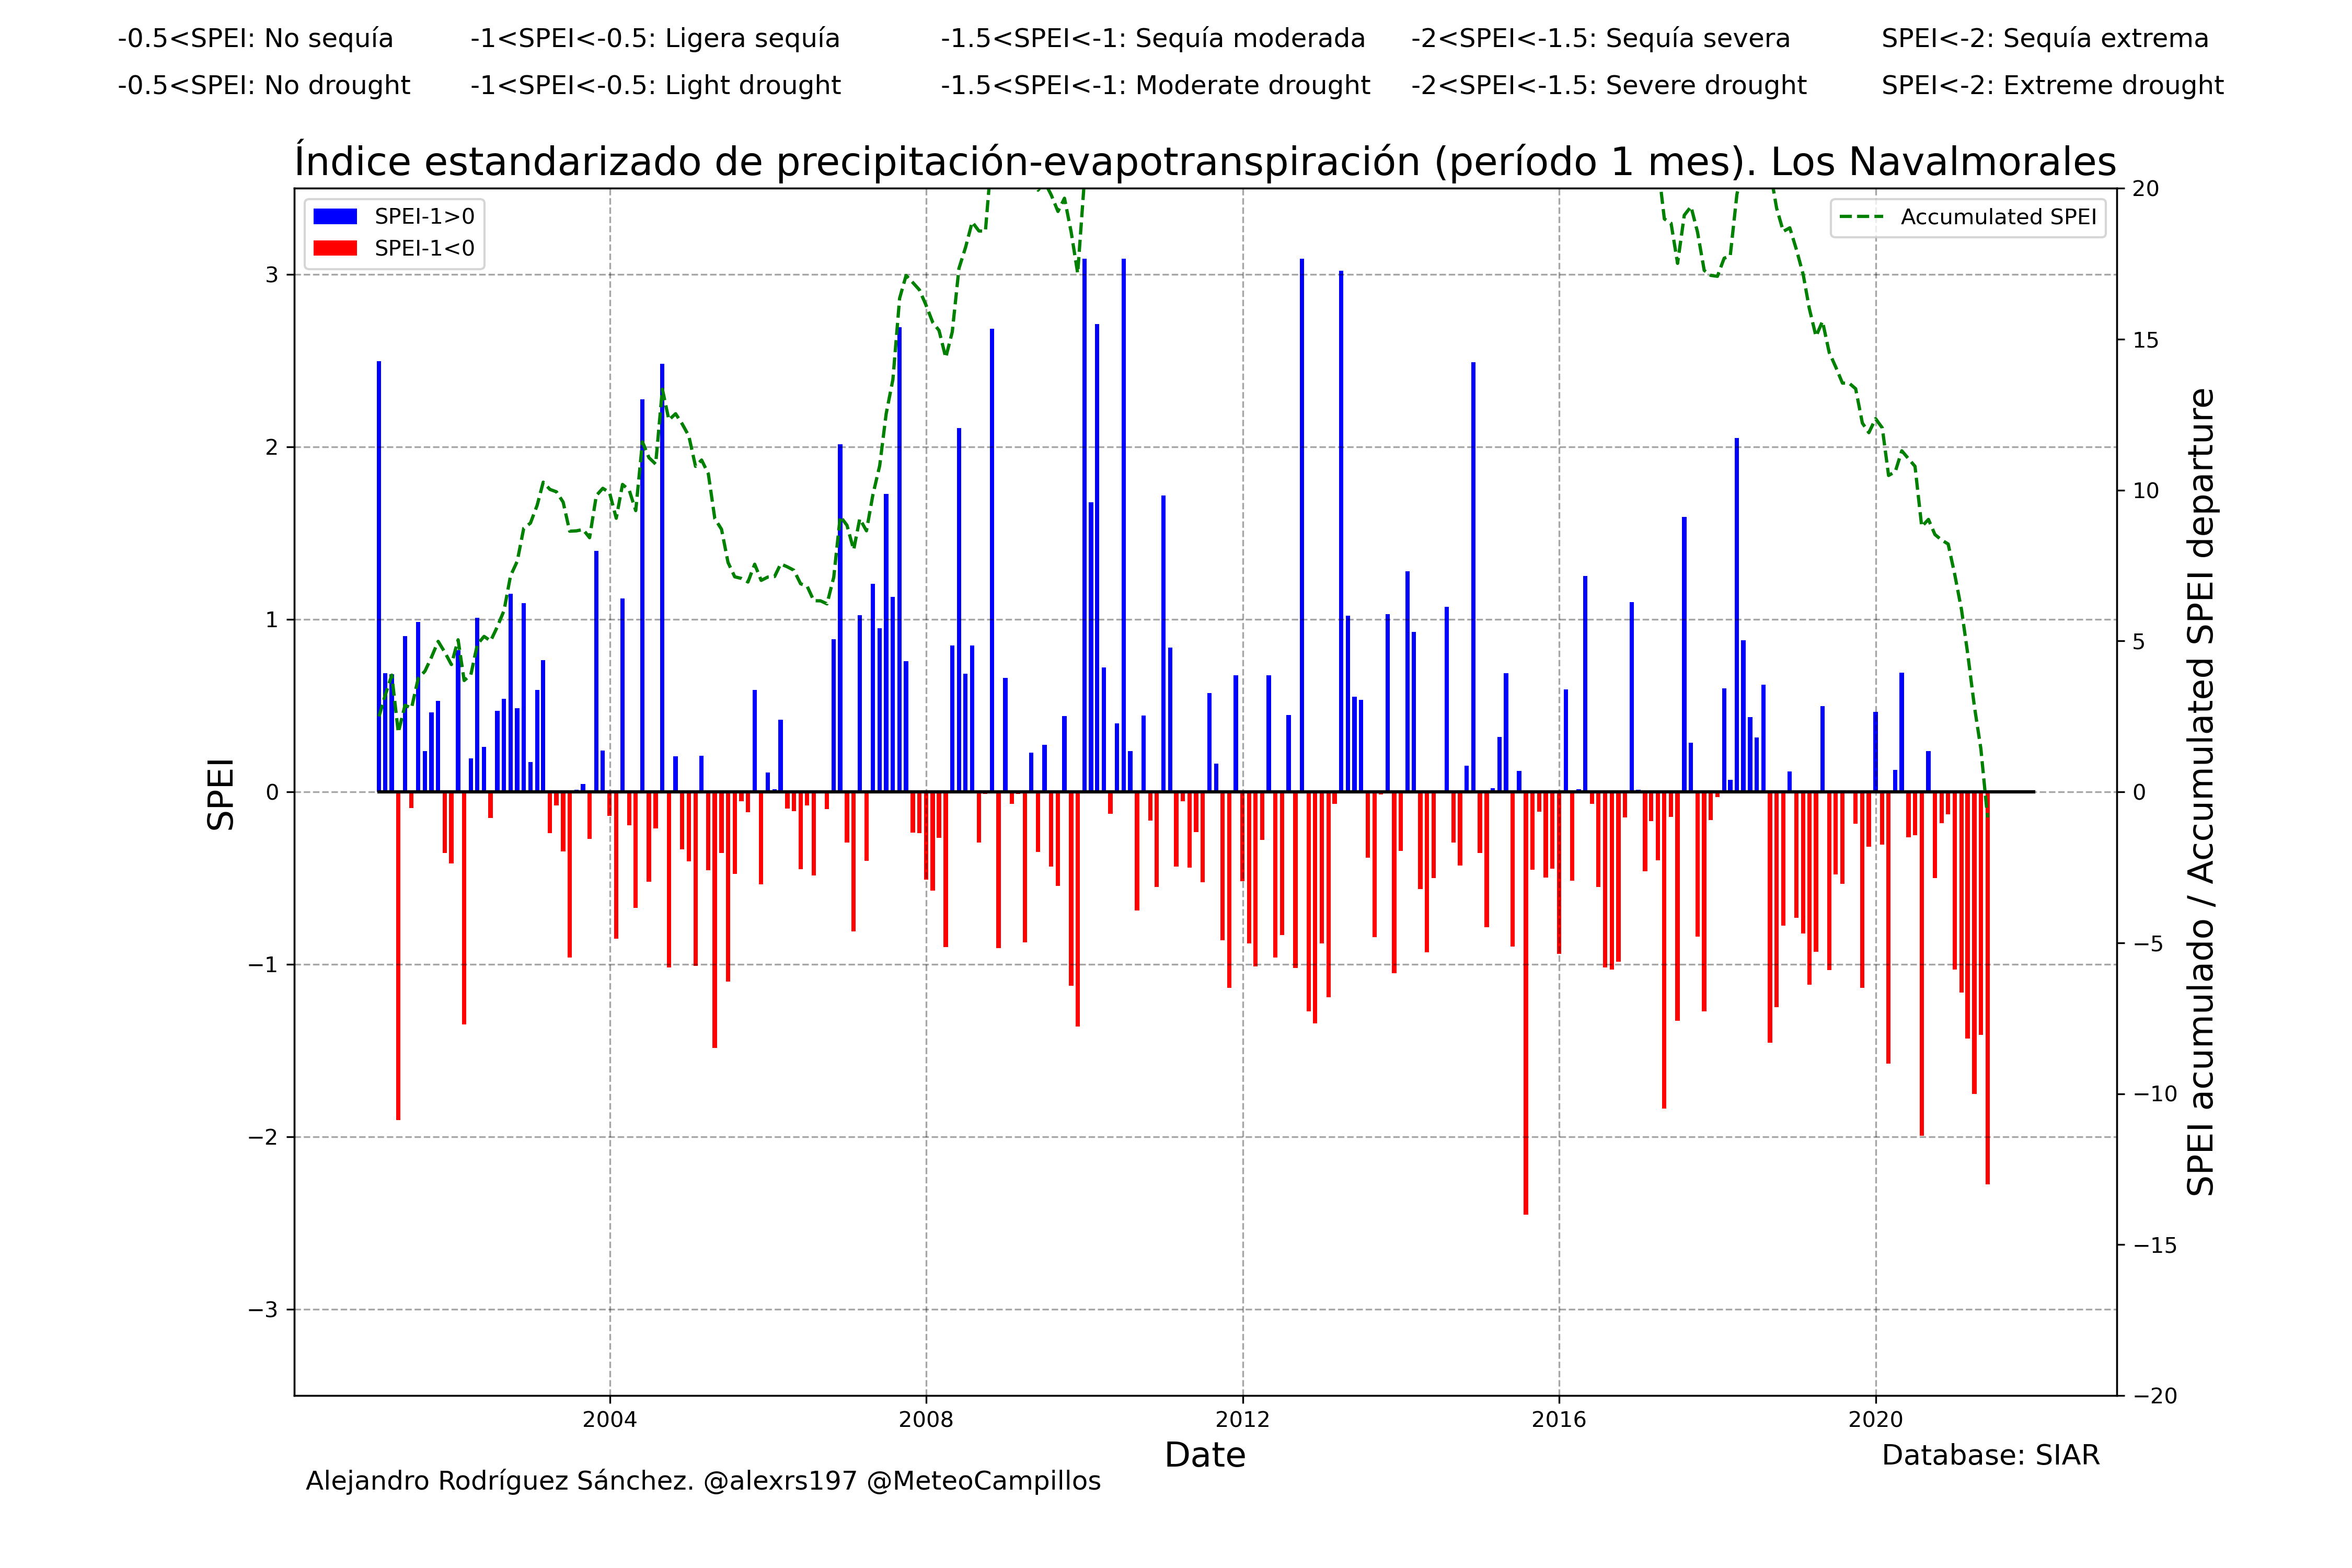 -0.5<SPEI: No sequía -1<SPEI<-0.5: Ligera sequía -1.5<SPEI<-1: Sequía moderada -2<SPEI<-1.5: Sequía severa SPEI<-2: Sequía extrema
-0.5<SPEI: No drought -1<SPEI<-0.5: Light drought -1.5<SPEI<-1: Moderate drought -2<SPEI<-1.5: Severe drought SPEI<-2: Extreme drought
Índice estandarizado de precipitación-evapotranspiración (período 1 mes). Los Navalmorales
SPEI-1>0
SPEI-1<0
Accumulated SPEI
SPEI
3
2
1
0
−1
−2
−3
20
15
10
5
0
−5
−10
−15
−20
SPEI acumulado / Accumulated SPEI departure
2004 2008 2012 2016 2020
Date
Database: SIAR
Alejandro Rodríguez Sánchez. @alexrs197 @MeteoCampillos